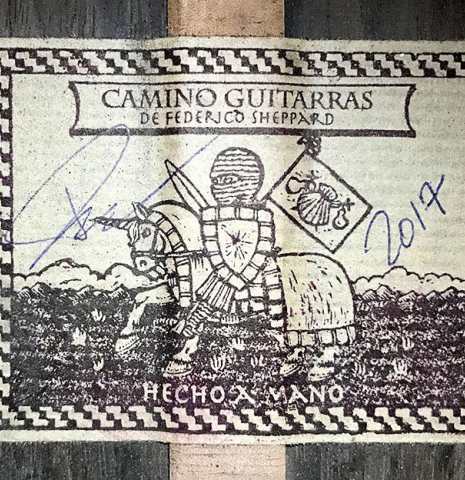 CAMINO GUITARRAS
DE FEDERICO SHEPPARD
2017
HECHO A MANO